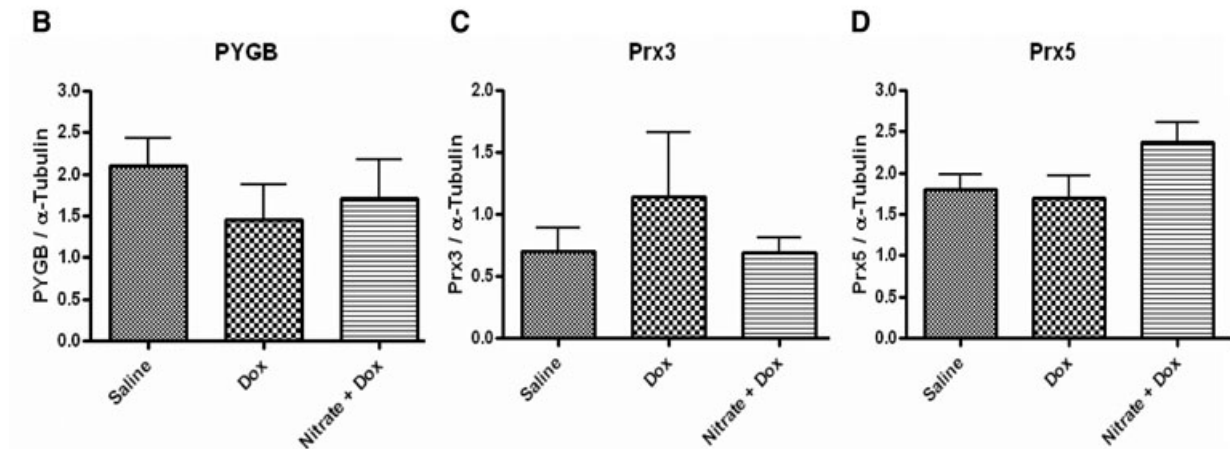 B
PYGB
PYGB / α-Tubulin
3.0
2.5
2.0
1.5
1.0
0.5
0.0
Saline
Dox
Nitrate + Dox
C
Prx3
Prx3 / α-Tubulin
2.0
1.5
1.0
0.5
0.0
Saline
Dox
Nitrate + Dox
D
Prx5
Prx5 / α-Tubulin
3.0
2.5
2.0
1.5
1.0
0.5
0.0
Saline
Dox
Nitrate + Dox